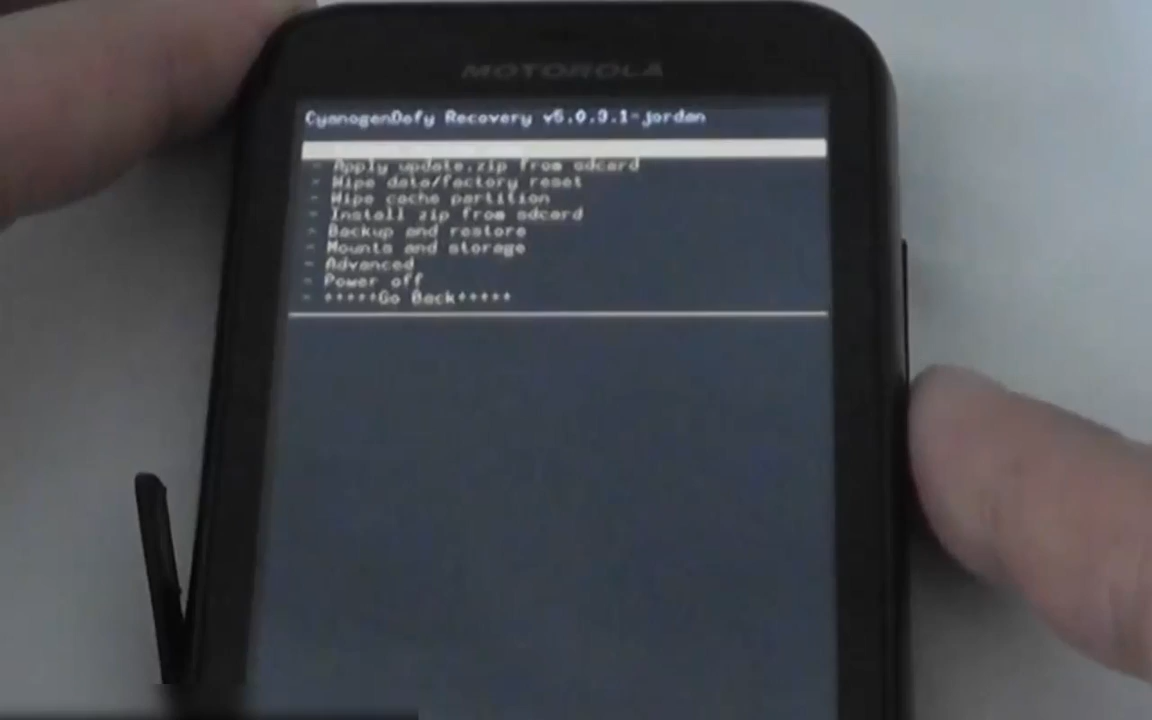 MOTOROLA
CyanogenDefy Recovery v5.0.3.1-jordan
- Apply update.zip from sdcard
- Wipe data/factory reset
- Wipe cache partition
- Install zip from sdcard
- Backup and restore
- Mounts and storage
- Advanced
- Power off
- *****Go Back*****